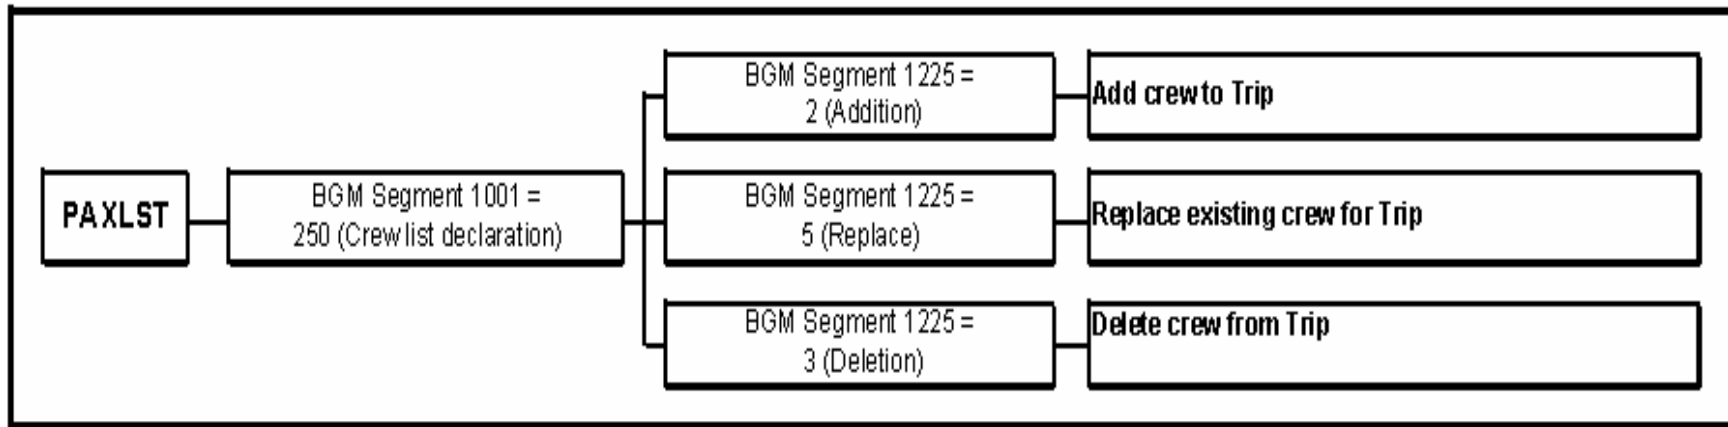 PAXLST
BGM Segment 1001 =
250 (Crew list declaration)
BGM Segment 1225 =
2 (Addition)
Add crew to Trip
BGM Segment 1225 =
5 (Replace)
Replace existing crew for Trip
BGM Segment 1225 =
3 (Deletion)
Delete crew from Trip